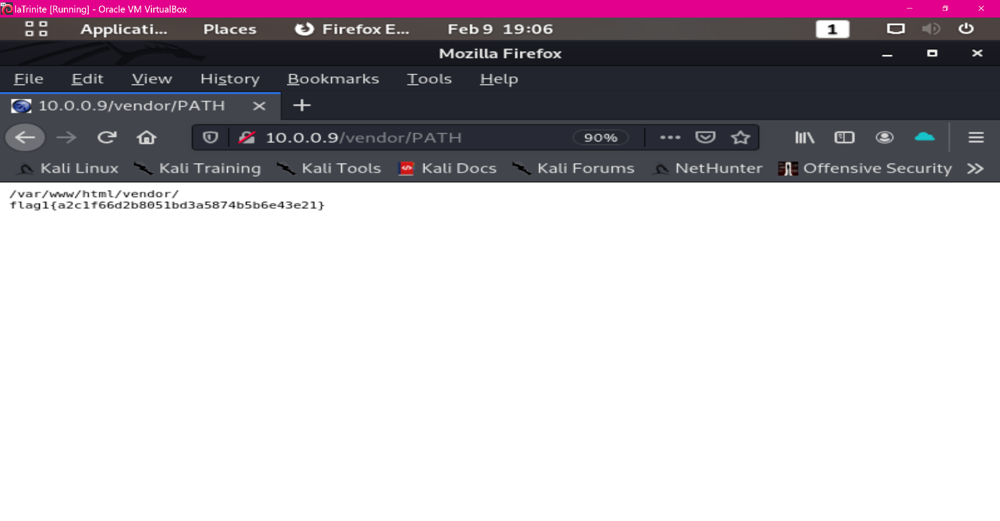 laTrinite [Running] - Oracle VM VirtualBox
Applicati... Places Firefox E... Feb 9 19:06 1
Mozilla Firefox
File Edit View History Bookmarks Tools Help
10.0.0.9/vendor/PATH
10.0.0.9/vendor/PATH 90%
Kali Linux Kali Training Kali Tools Kali Docs Kali Forums NetHunter Offensive Security
/var/www/html/vendor/
flag1{a2c1f66d2b8051bd3a5874b5b6e43e21}